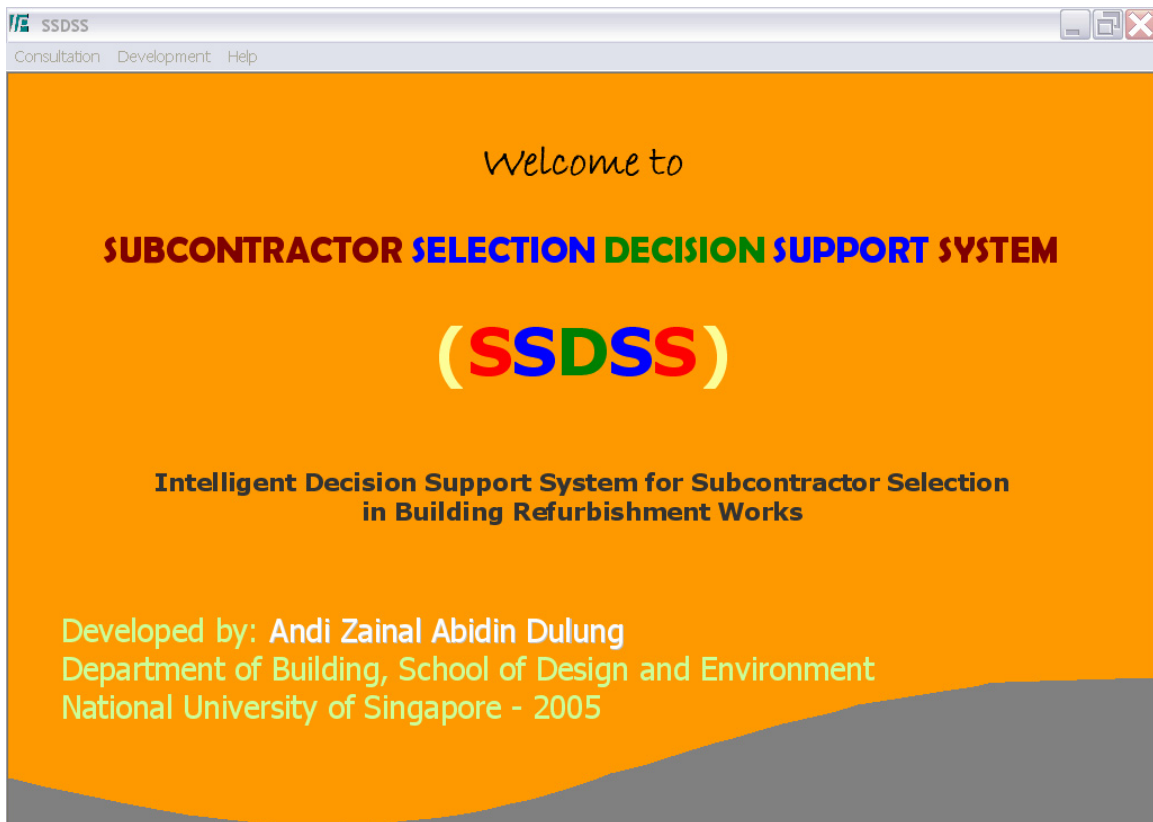 SSDSS
Consultation Development Help
Welcome to
SUBCONTRACTOR SELECTION DECISION SUPPORT SYSTEM
(SSDSS)
Intelligent Decision Support System for Subcontractor Selection
in Building Refurbishment Works
Developed by: Andi Zainal Abidin Dulung
Department of Building, School of Design and Environment
National University of Singapore - 2005